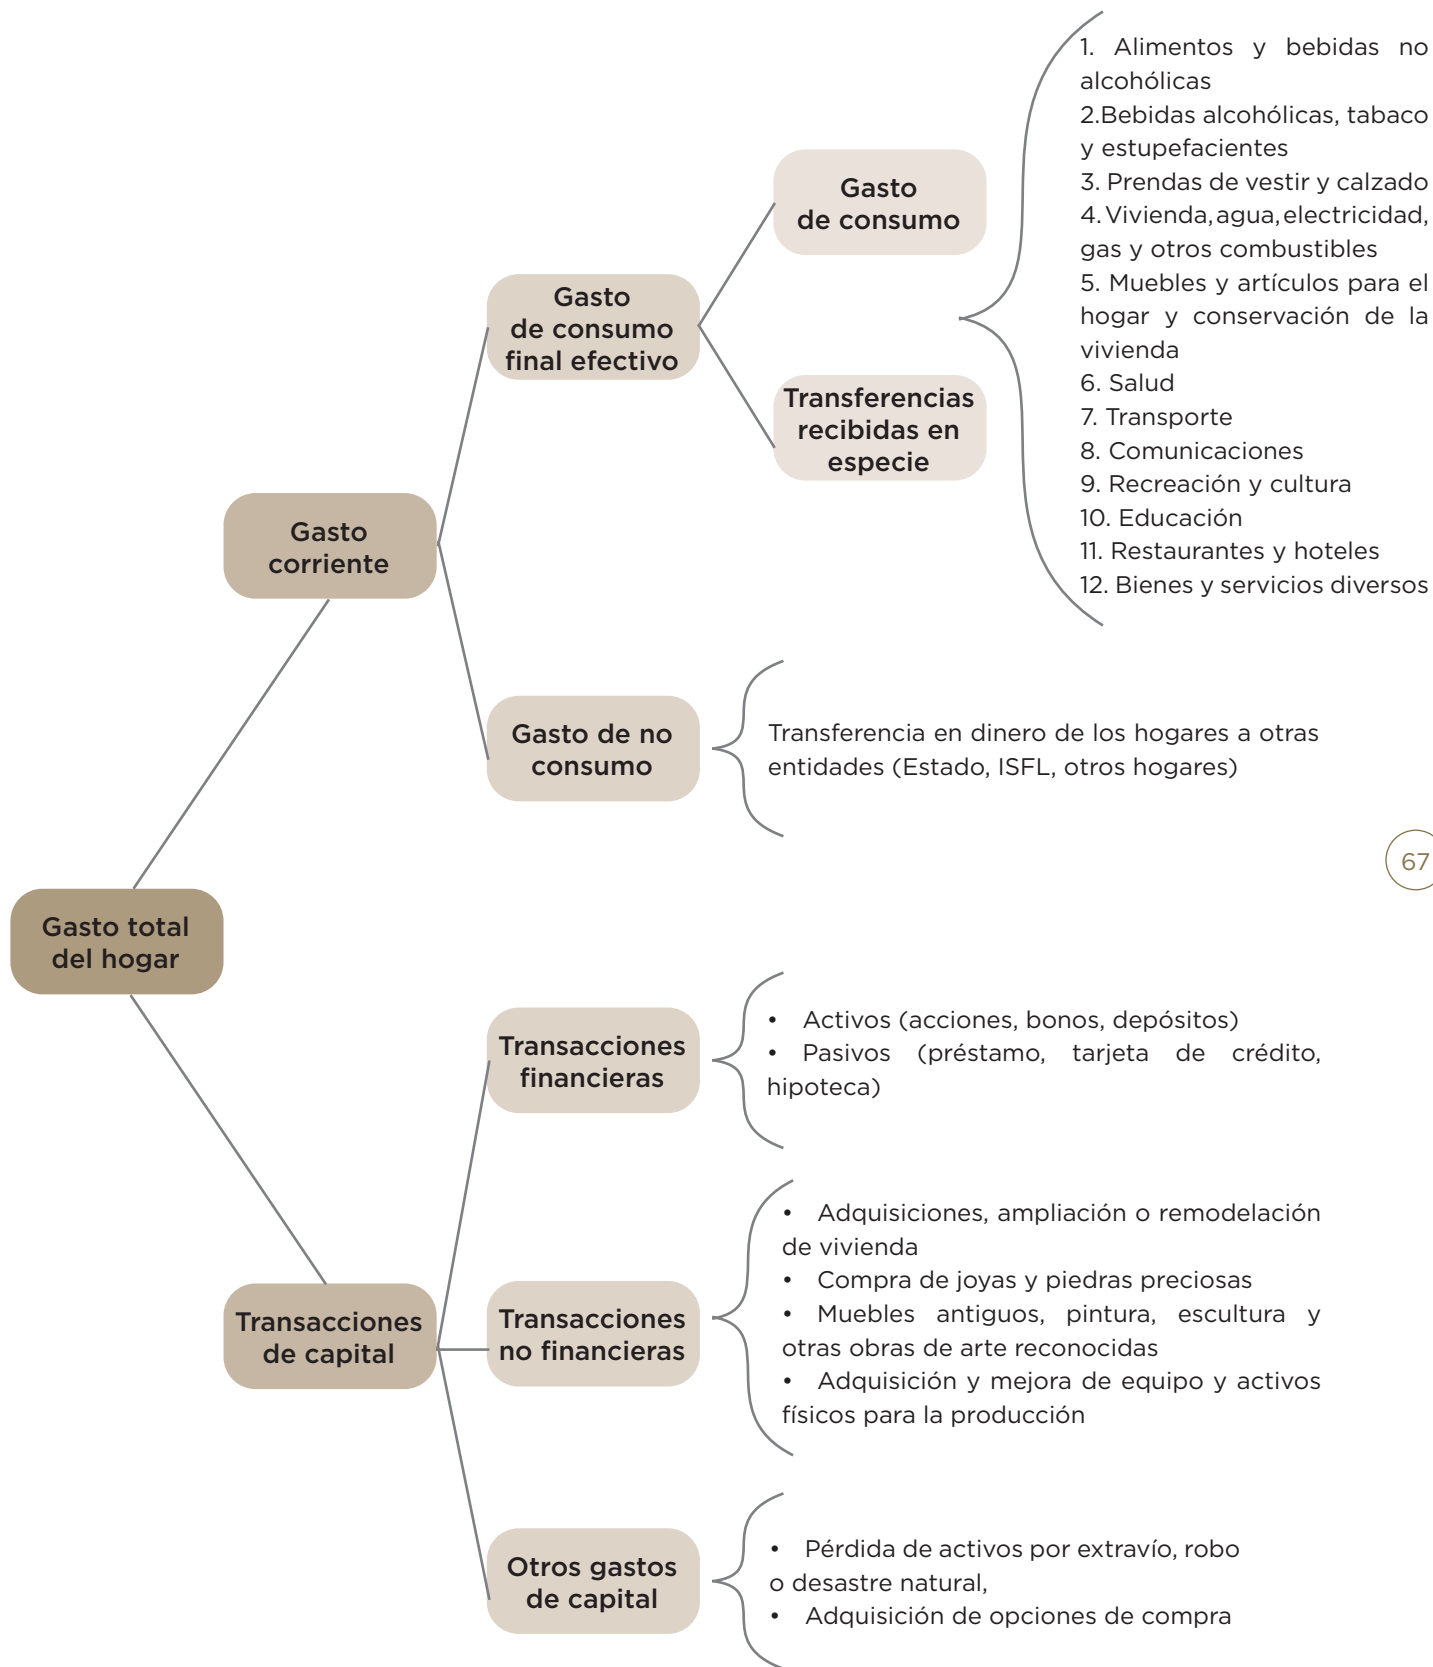 Gasto total
del hogar
Gasto
corriente
Gasto
de consumo
final efectivo
Gasto
de consumo
Transferencias
recibidas en
especie
1. Alimentos y bebidas no
alcohólicas
2.Bebidas alcohólicas, tabaco
y estupefacientes
3. Prendas de vestir y calzado
4. Vivienda, agua, electricidad,
gas y otros combustibles
5. Muebles y artículos para el
hogar y conservación de la
vivienda
6. Salud
7. Transporte
8. Comunicaciones
9. Recreación y cultura
10. Educación
11. Restaurantes y hoteles
12. Bienes y servicios diversos
Gasto de no
consumo
Transferencia en dinero de los hogares a otras
entidades (Estado, ISFL, otros hogares)
67
Transacciones
de capital
Transacciones
financieras
• Activos (acciones, bonos, depósitos)
• Pasivos (préstamo, tarjeta de crédito,
hipoteca)
Transacciones
no financieras
• Adquisiciones, ampliación o remodelación
de vivienda
• Compra de joyas y piedras preciosas
• Muebles antiguos, pintura, escultura y
otras obras de arte reconocidas
• Adquisición y mejora de equipo y activos
físicos para la producción
Otros gastos
de capital
• Pérdida de activos por extravío, robo
o desastre natural,
• Adquisición de opciones de compra